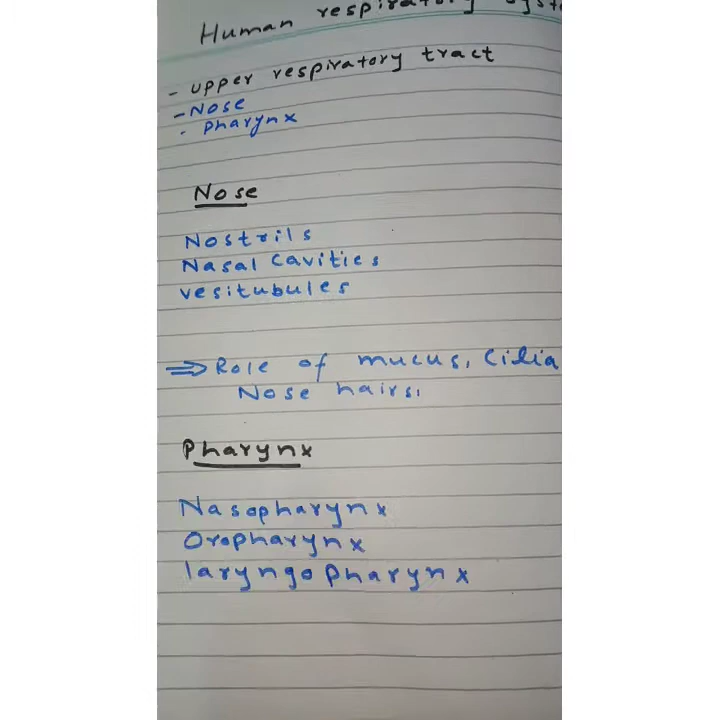 Human respiratory syst
- upper respiratory tract
- Nose
- Pharynx
Nose
Nostrils
Nasal Cavities
vesitubules
⇒ Role of mucus, Cilia
Nose hairs,
Pharynx
Nasopharynx
Oropharynx
laryngopharynx